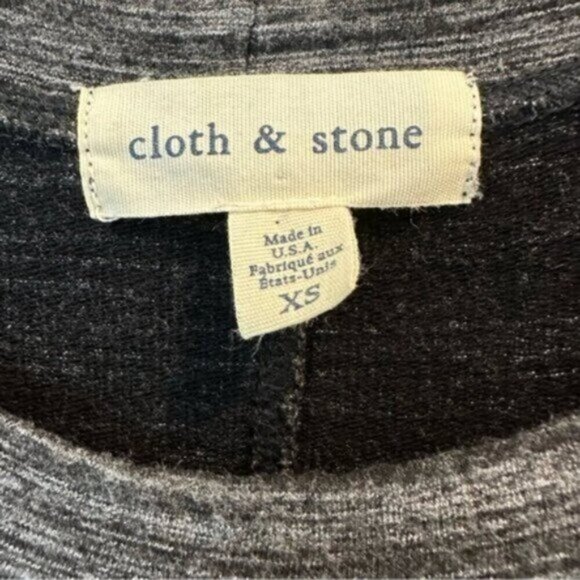 cloth & stone
Made in
U.S.A.
Fabriqué aux
États-Unis
XS